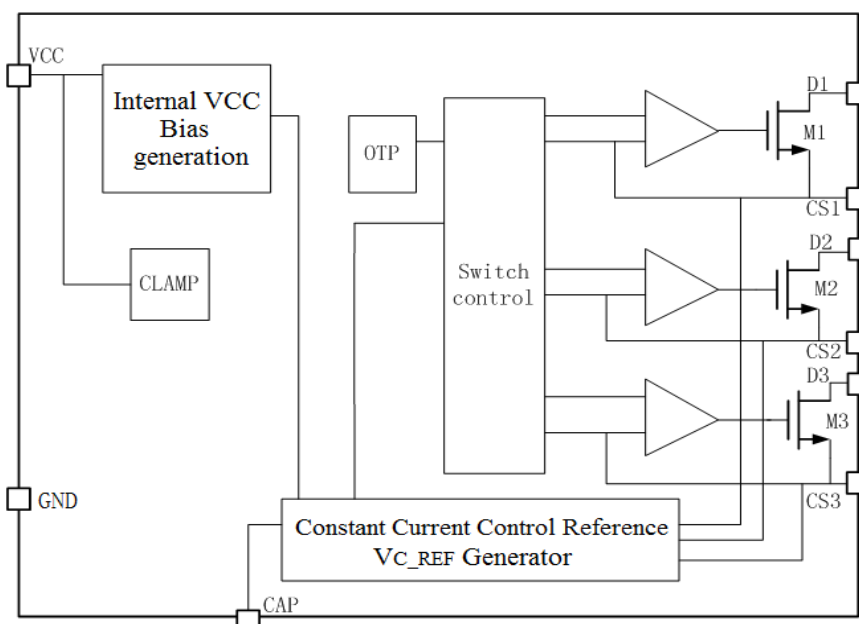 VCC
Internal VCC
Bias
generation
OTP
CLAMP
Switch
control
D1
M1
CS1
D2
M2
CS2
D3
M3
CS3
GND
Constant Current Control Reference
VC_REF Generator
CAP